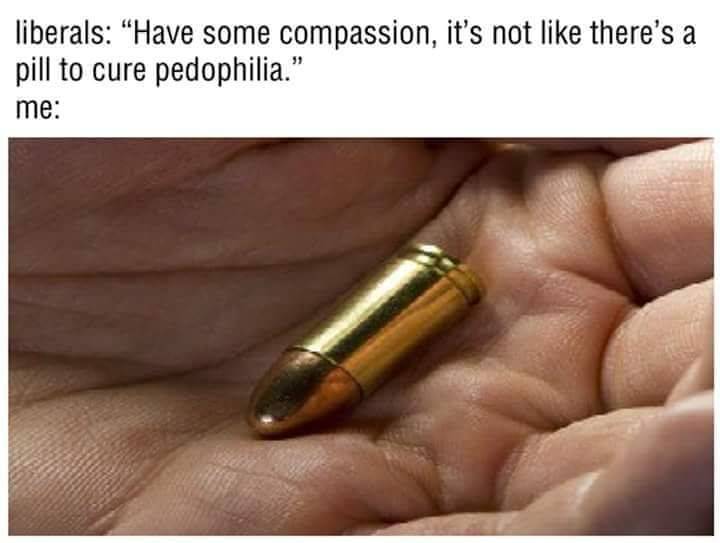 liberals: “Have some compassion, it’s not like there’s a
pill to cure pedophilia.”
me: